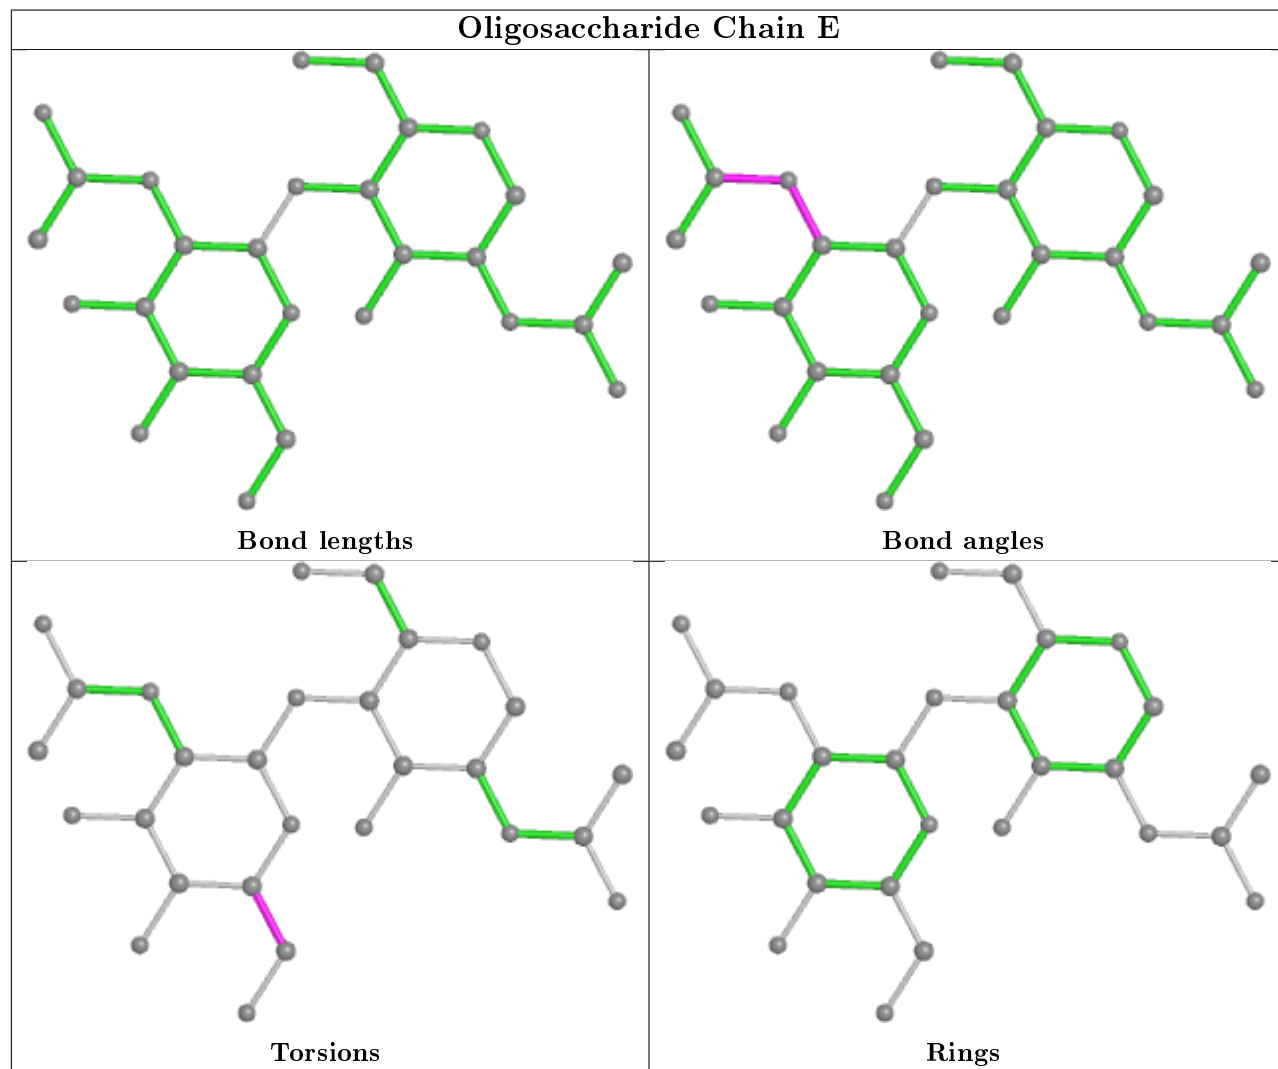 Oligosaccharide Chain E
Bond lengths
Bond angles
Torsions
Rings